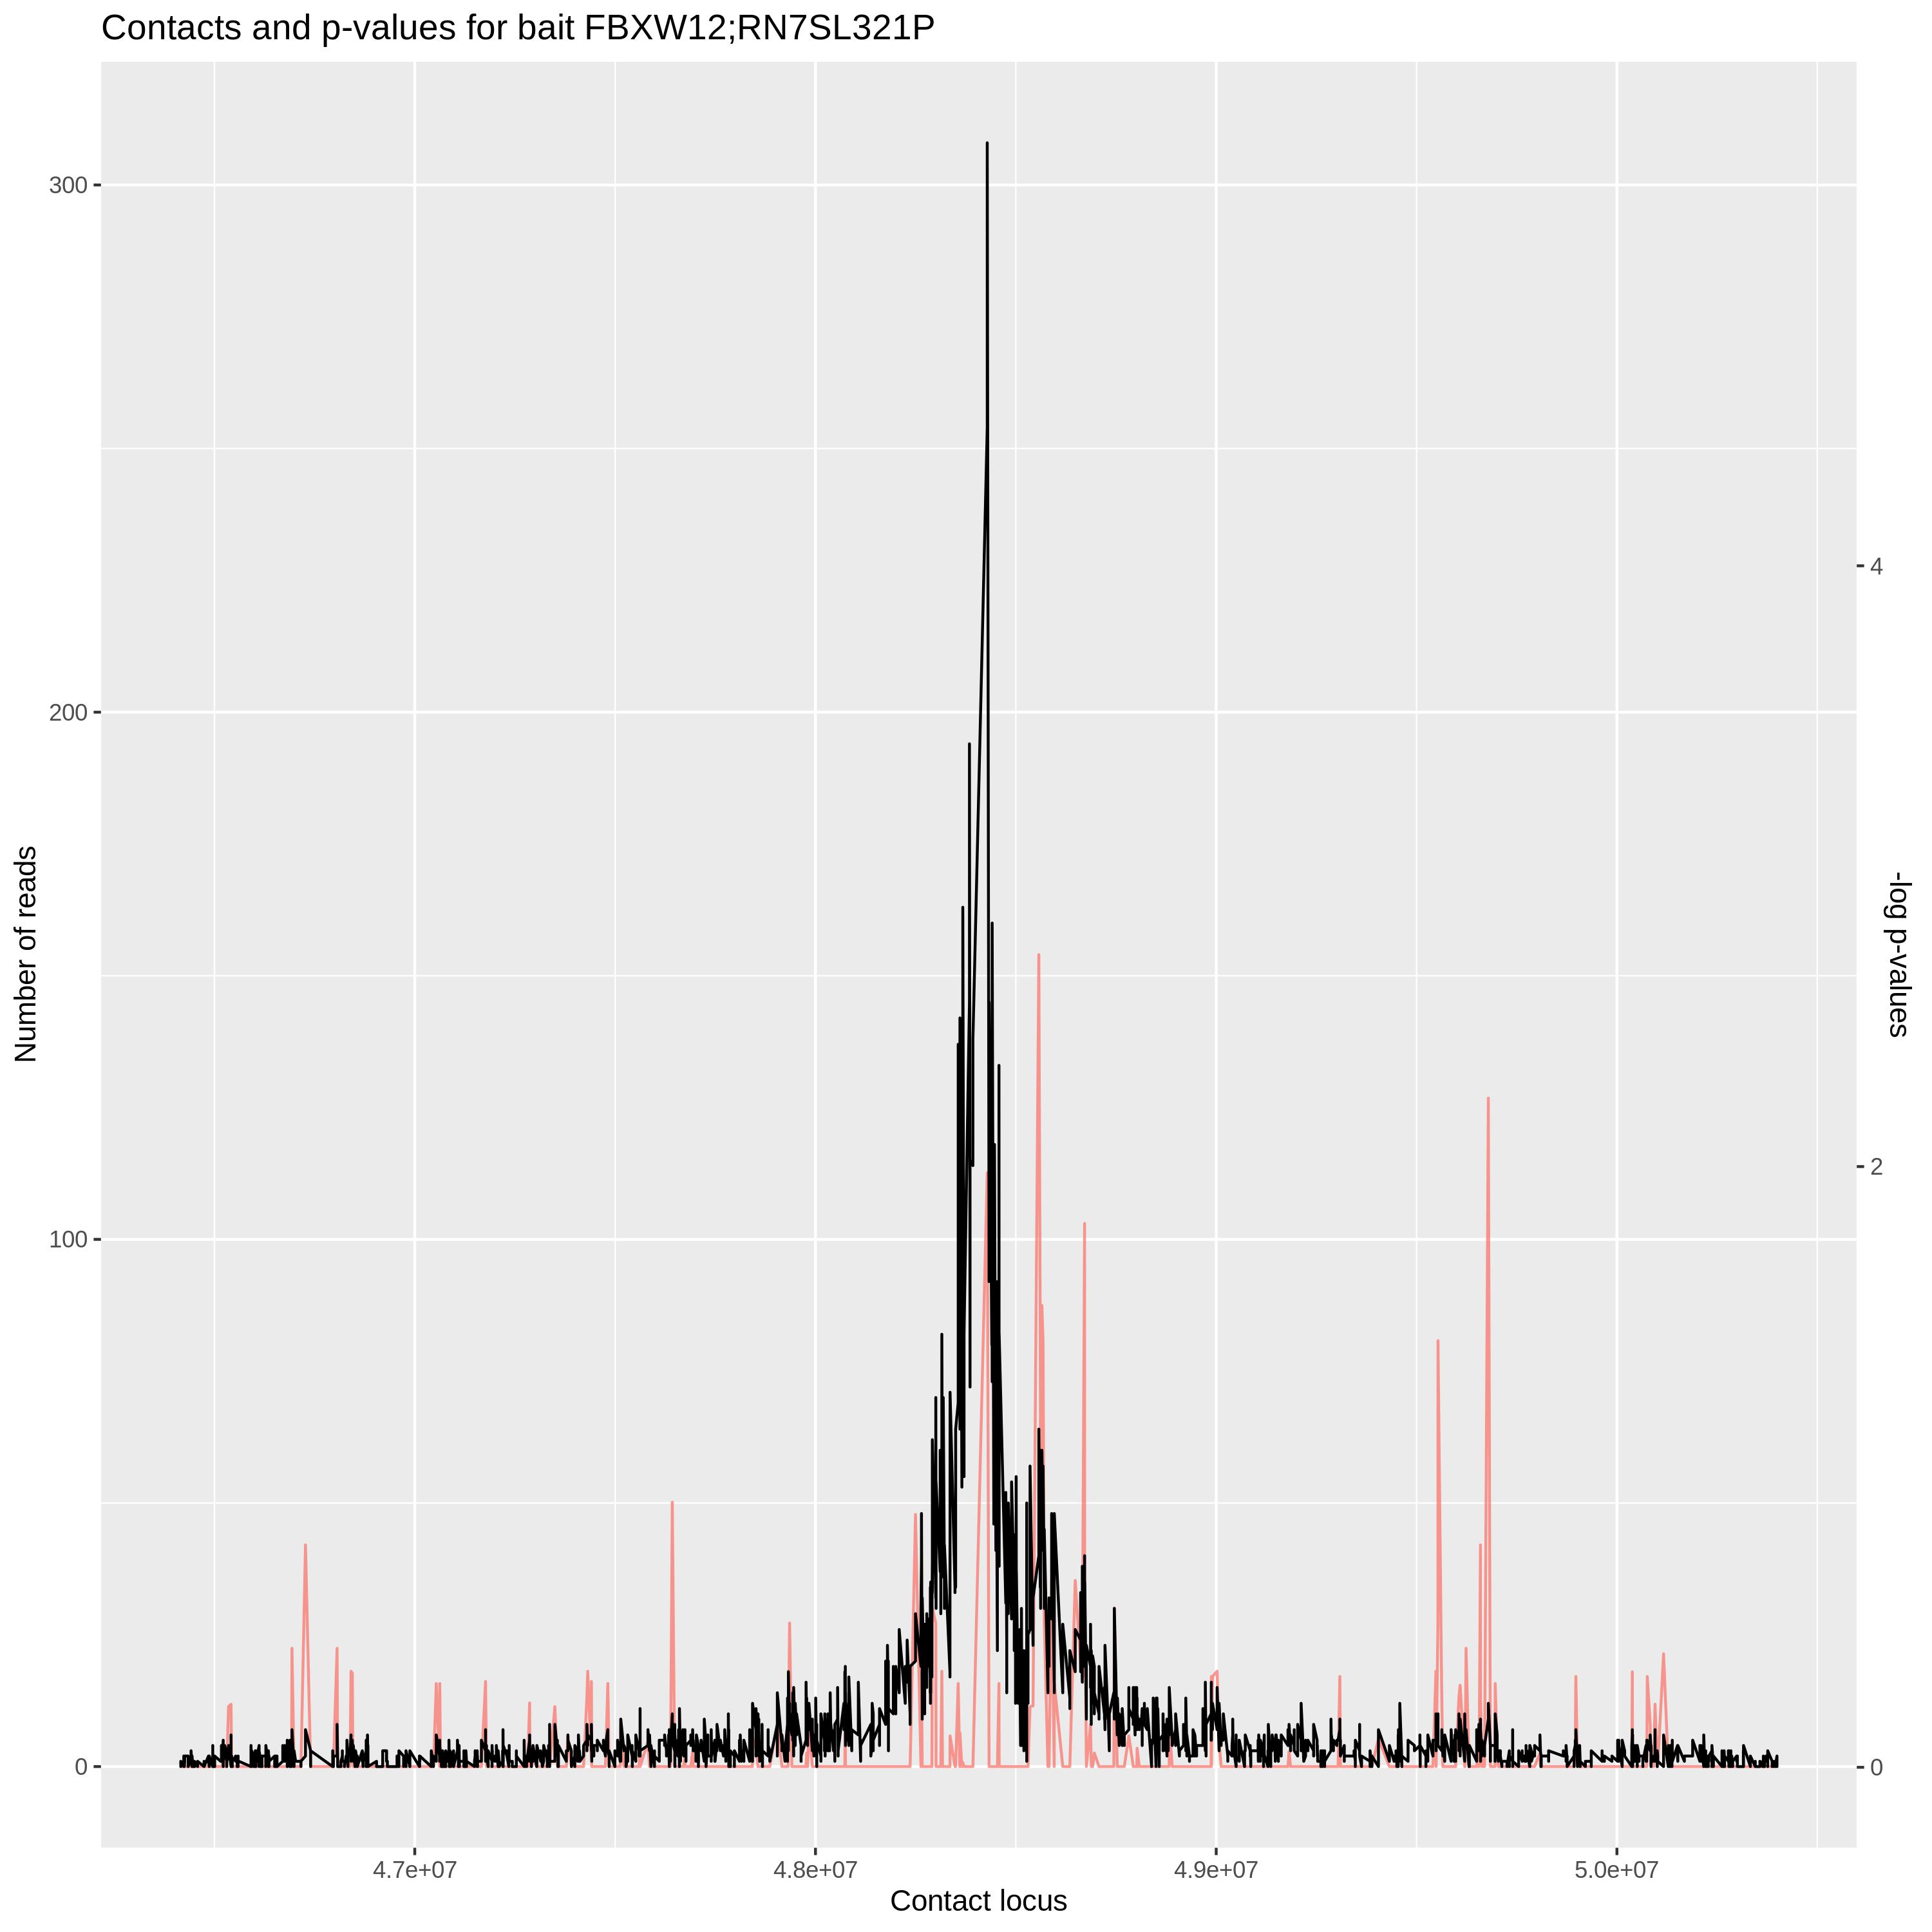 Contacts and p-values for bait FBXW12;RN7SL321P
300
200
100
0
Number of reads
4
2
0
-log p-values
4.7e+07
4.8e+07
4.9e+07
5.0e+07
Contact locus